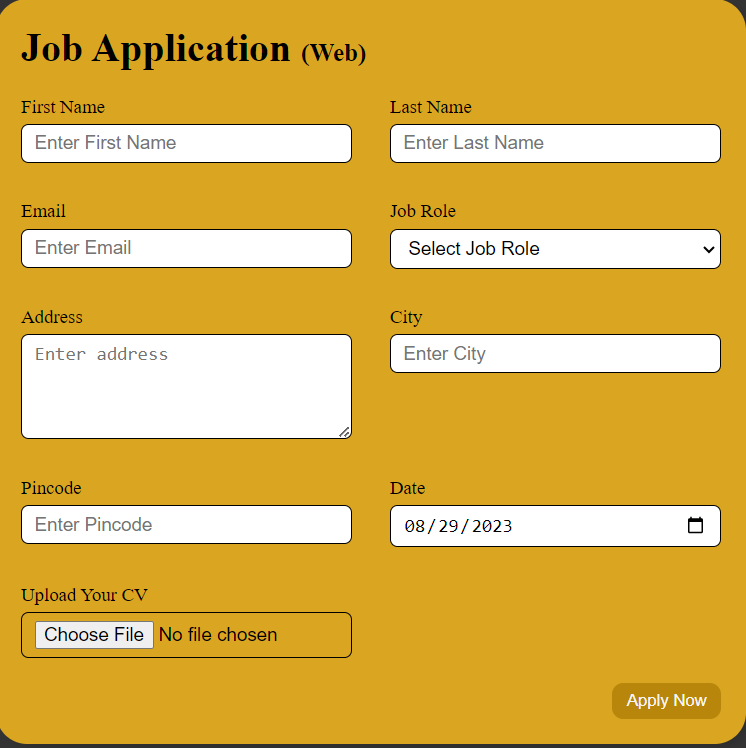 Job Application (Web)
First Name Last Name
Enter First Name Enter Last Name
Email Job Role
Enter Email Select Job Role
Address City
Enter address Enter City
Pincode Date
Enter Pincode 08/29/2023
Upload Your CV
Choose File No file chosen
Apply Now